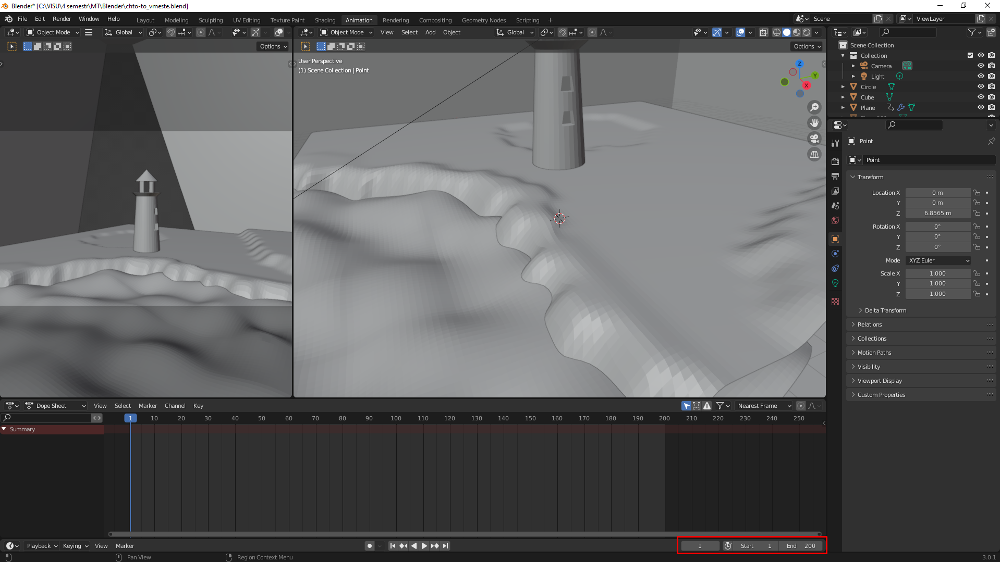 Blender* [C:\VISU\4 semestr\MT\Blender\chto-to_vmeste.blend]
File Edit Render Window Help Layout Modeling Sculpting UV Editing Texture Paint Shading Animation Rendering Compositing Geometry Nodes Scripting + Scene ViewLayer
Object Mode Global
Object Mode View Select Add Object Global
Options
Options
User Perspective
(1) Scene Collection | Point
Z
Y
X
Scene Collection
Collection
Camera
Light
Circle
Cube
Plane
Point
Point
Transform
Location X 0 m
Y 0 m
Z 6.8565 m
Rotation X 0°
Y 0°
Z 0°
Mode XYZ Euler
Scale X 1.000
Y 1.000
Z 1.000
Delta Transform
Relations
Collections
Motion Paths
Visibility
Viewport Display
Custom Properties
Dope Sheet View Select Marker Channel Key Nearest Frame
1 10 20 30 40 50 60 70 80 90 100 110 120 130 140 150 160 170 180 190 200 210 220 230 240 250
Summary
Playback Keying View Marker 1 Start 1 End 200
Pan View Region Context Menu 3.0.1